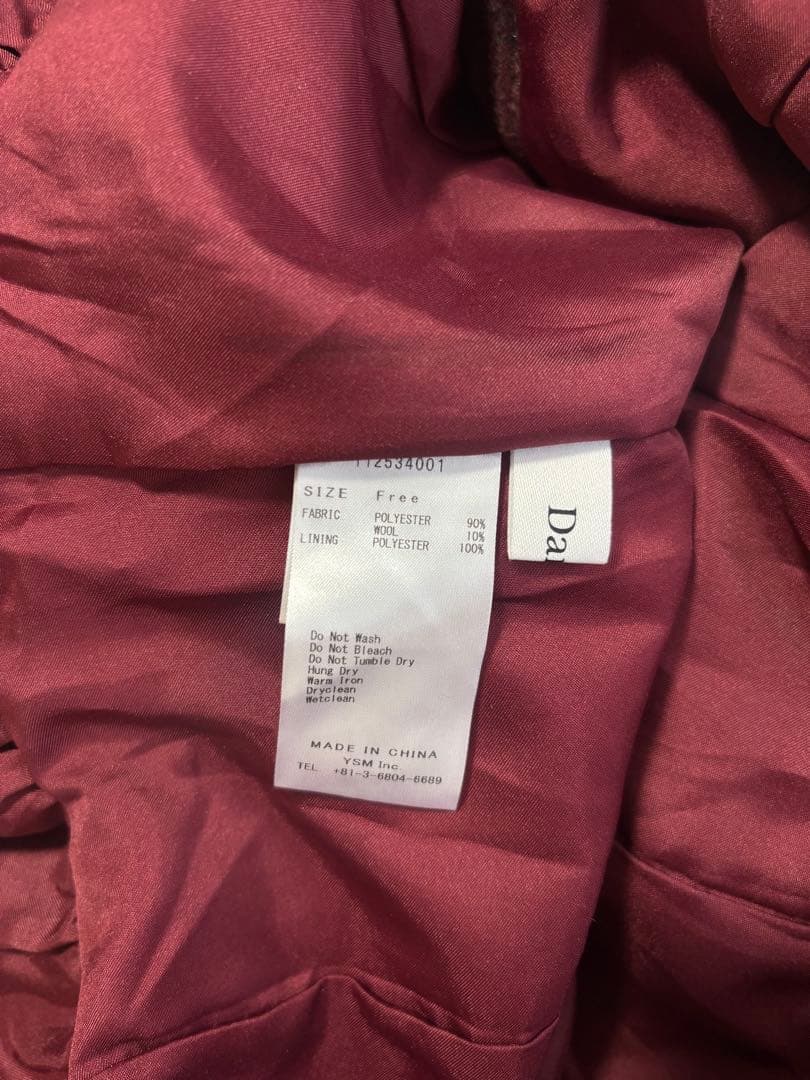 112534001
SIZE Free
FABRIC POLYESTER 90%
WOOL 10%
LINING POLYESTER 100%
Do Not Wash
Do Not Bleach
Do Not Tumble Dry
Hung Dry
Warm Iron
Dryclean
Wetclean
MADE IN CHINA
YSM Inc.
TEL +81-3-6804-6689